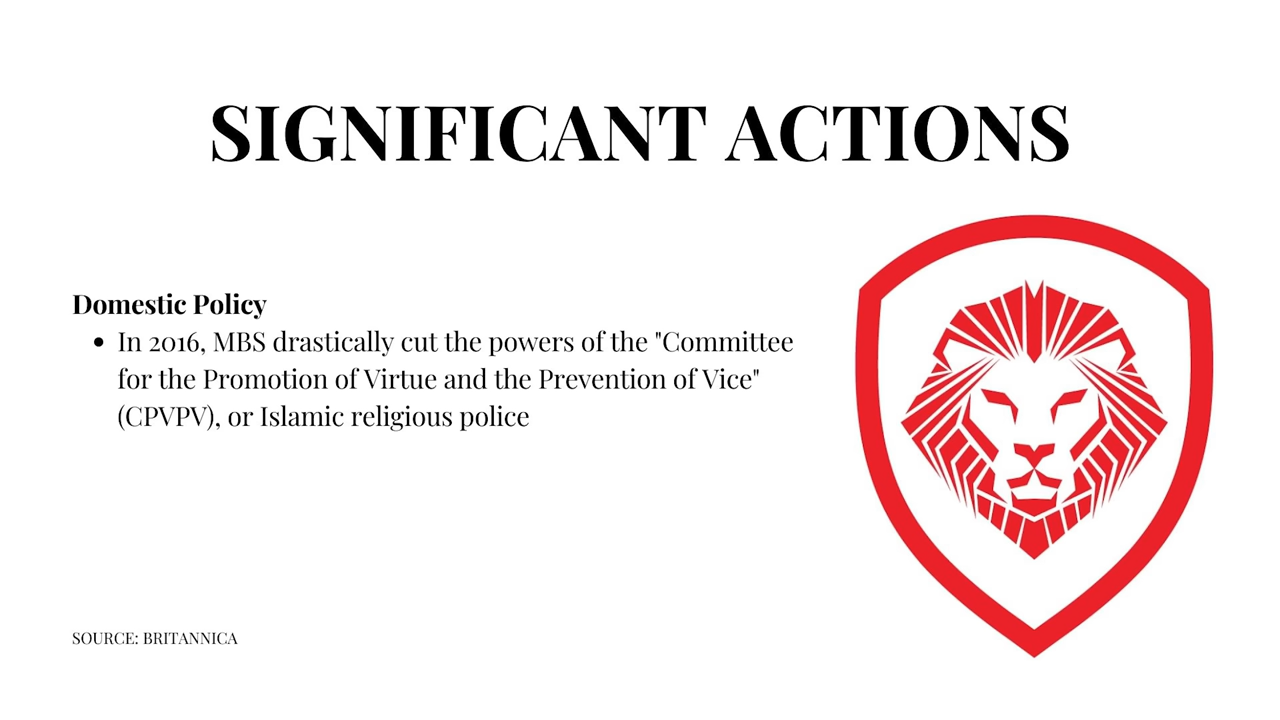 SIGNIFICANT ACTIONS
Domestic Policy
• In 2016, MBS drastically cut the powers of the "Committee
for the Promotion of Virtue and the Prevention of Vice"
(CPVPV), or Islamic religious police
SOURCE: BRITANNICA